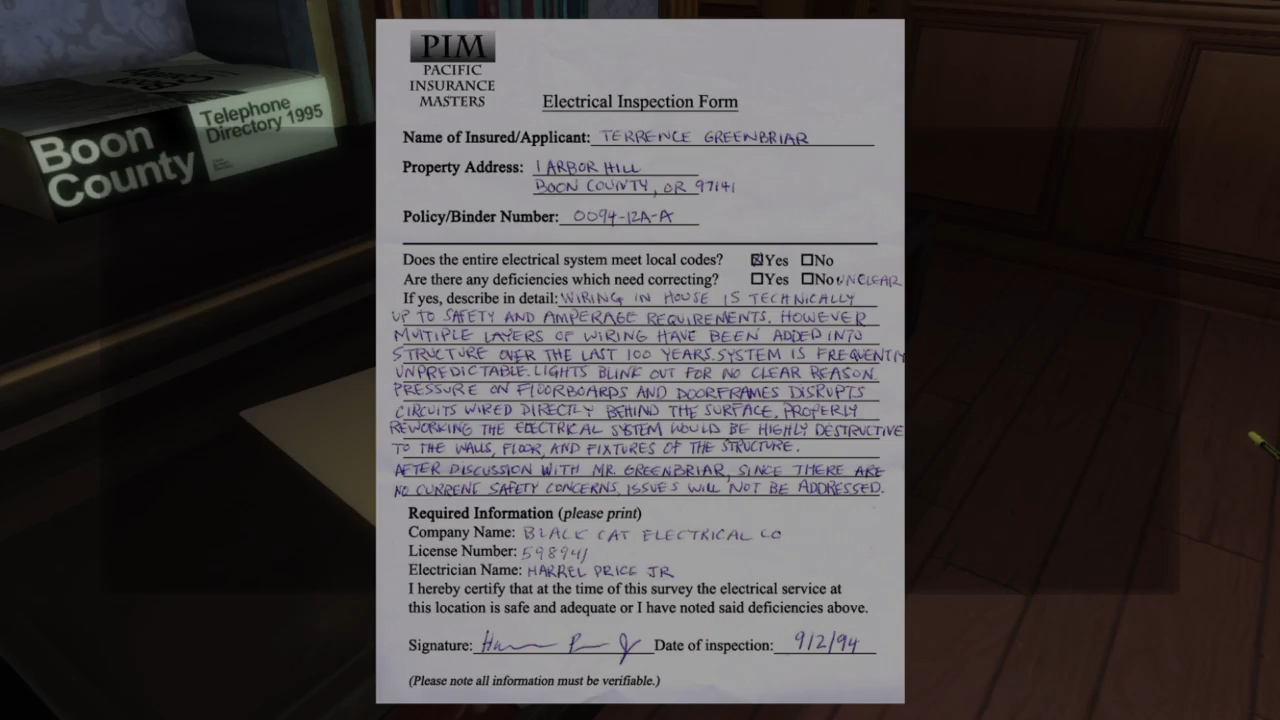 Boon
County
Telephone
Directory 1995
PIM
PACIFIC
INSURANCE
MASTERS
Electrical Inspection Form
Name of Insured/Applicant: TERRENCE GREENBRIAR
Property Address: 1 ARBOR HILL
BOON COUNTY, OR 97141
Policy/Binder Number: 0094-12A-A
Does the entire electrical system meet local codes? ☒Yes ☐No
Are there any deficiencies which need correcting? ☐Yes ☐No UNCLEAR
If yes, describe in detail: WIRING IN HOUSE IS TECHNICALLY
UP TO SAFETY AND AMPERAGE REQUIREMENTS. HOWEVER
MULTIPLE LAYERS OF WIRING HAVE BEEN ADDED INTO
STRUCTURE OVER THE LAST 100 YEARS. SYSTEM IS FREQUENTLY
UNPREDICTABLE. LIGHTS BLINK OUT FOR NO CLEAR REASON.
PRESSURE ON FLOORBOARDS AND DOORFRAMES DISRUPTS
CIRCUITS WIRED DIRECTLY BEHIND THE SURFACE. PROPERLY
REWORKING THE ELECTRICAL SYSTEM WOULD BE HIGHLY DESTRUCTIVE
TO THE WALLS, FLOOR, AND FIXTURES OF THE STRUCTURE.
AFTER DISCUSSION WITH MR. GREENBRIAR, SINCE THERE ARE
NO CURRENT SAFETY CONCERNS, ISSUES WILL NOT BE ADDRESSED.
Required Information (please print)
Company Name: BLACK CAT ELECTRICAL CO
License Number: 598941
Electrician Name: HARREL PRICE JR
I hereby certify that at the time of this survey the electrical service at
this location is safe and adequate or I have noted said deficiencies above.
Signature: Date of inspection: 9/2/94
(Please note all information must be verifiable.)